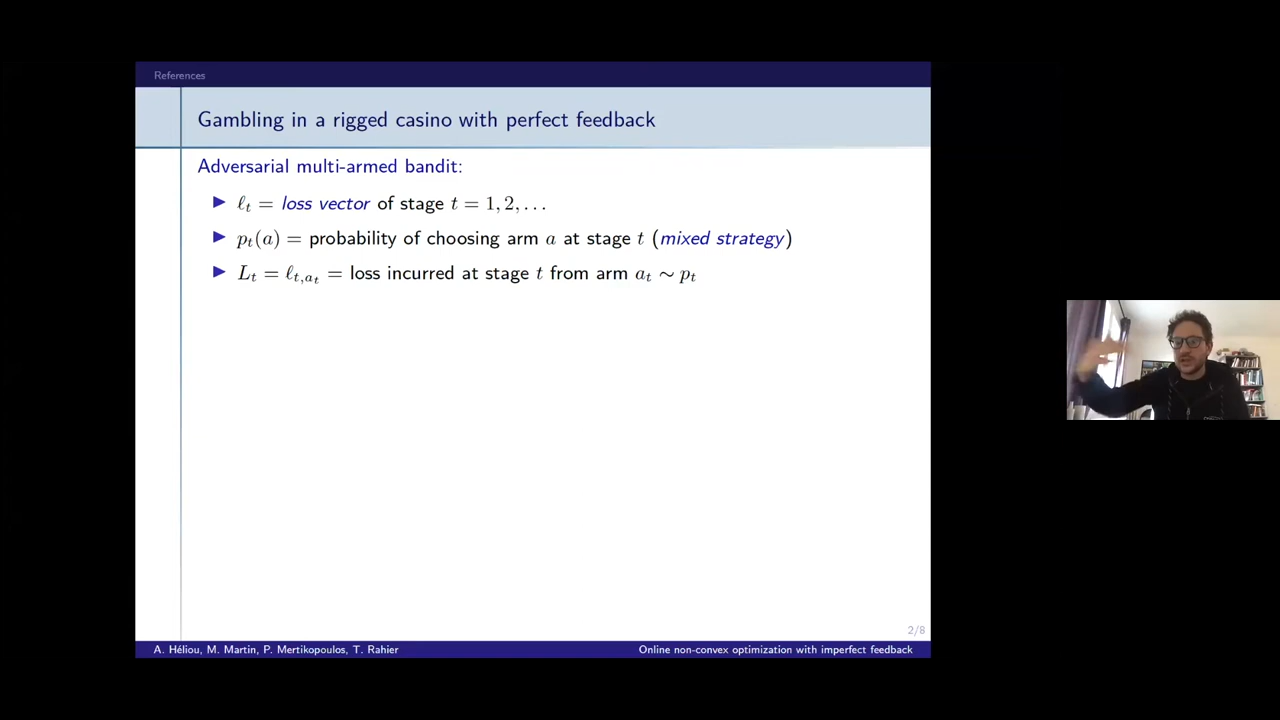 References
Gambling in a rigged casino with perfect feedback
Adversarial multi-armed bandit:
▶ ℓ_t = loss vector of stage t = 1, 2, . . .
▶ p_t(a) = probability of choosing arm a at stage t (mixed strategy)
▶ L_t = ℓ_{t,a_t} = loss incurred at stage t from arm a_t ∼ p_t
2/8
A. Héliou, M. Martin, P. Mertikopoulos, T. Rahier
Online non-convex optimization with imperfect feedback